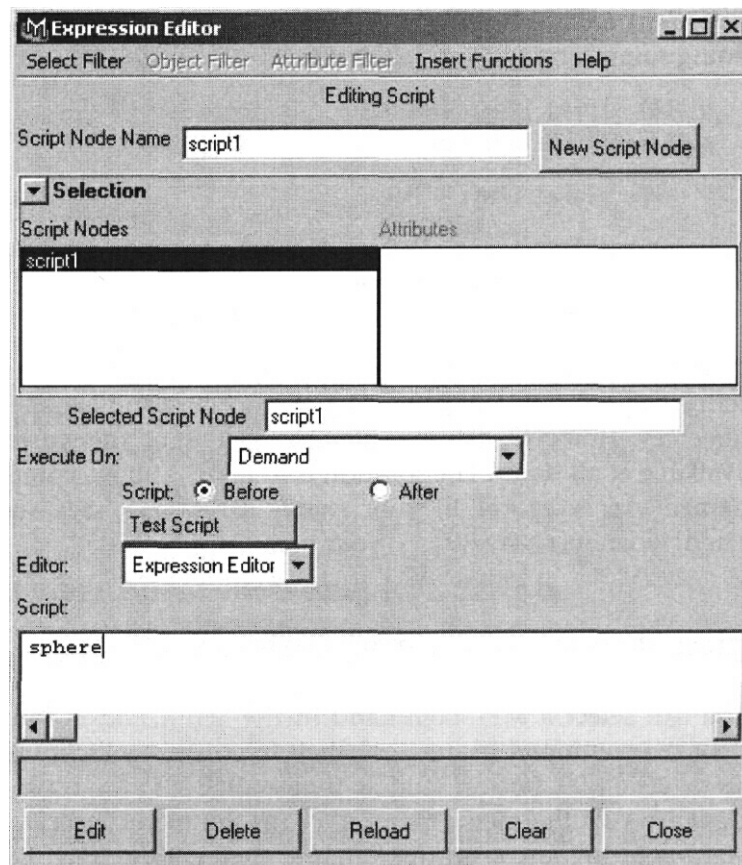 Expression Editor
Select Filter Object Filter Attribute Filter Insert Functions Help
Editing Script
Script Node Name script1 New Script Node
Selection
Script Nodes Attributes
script1
Selected Script Node script1
Execute On: Demand
Script: Before After
Test Script
Editor: Expression Editor
Script:
sphere
Edit Delete Reload Clear Close